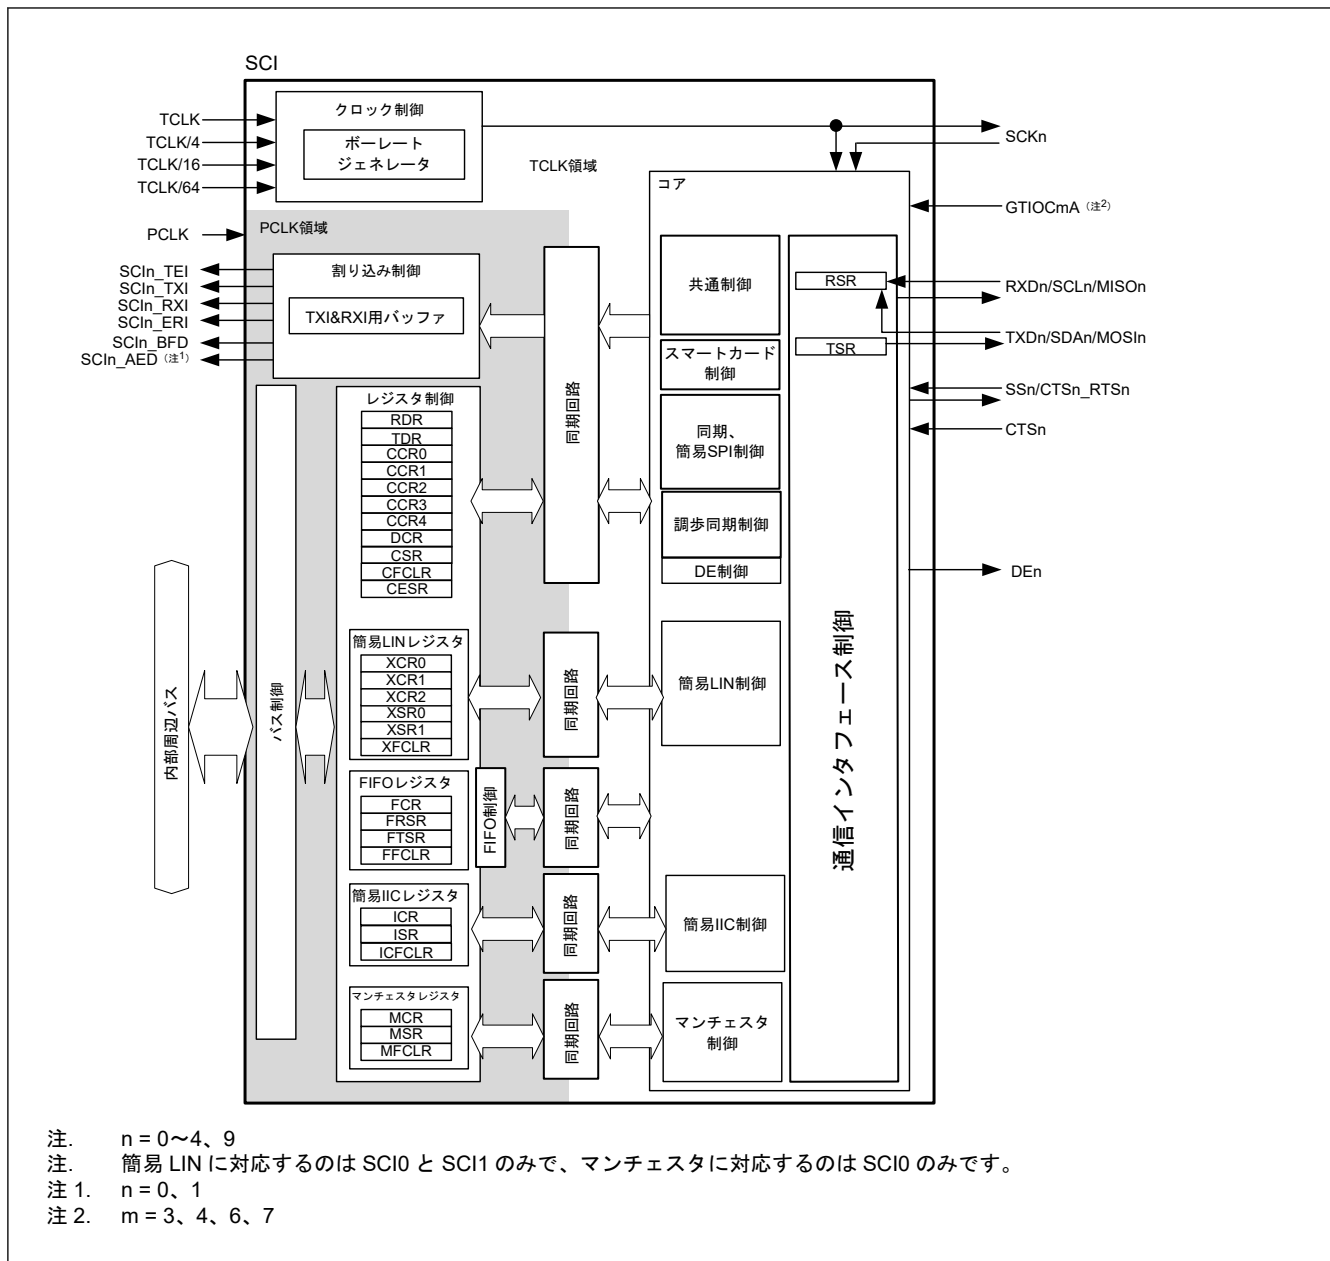 SCI
クロック制御
ボーレート
ジェネレータ
TCLK
TCLK/4
TCLK/16
TCLK/64
TCLK領域
SCKn
コア
GTIOCmA（注2）
PCLK
PCLK領域
割り込み制御
TXI&RXI用バッファ
SCIn_TEI
SCIn_TXI
SCIn_RXI
SCIn_ERI
SCIn_BFD
SCIn_AED（注1）
同期回路
共通制御
スマートカード
制御
同期、
簡易SPI制御
調歩同期制御
DE制御
RSR
TSR
RXDn/SCLn/MISOn
TXDn/SDAn/MOSIn
SSn/CTSn_RTSn
CTSn
DEn
レジスタ制御
RDR
TDR
CCR0
CCR1
CCR2
CCR3
CCR4
DCR
CSR
CFCLR
CESR
内部周辺バス
バス制御
簡易LINレジスタ
XCR0
XCR1
XCR2
XSR0
XSR1
XFCLR
同期回路
簡易LIN制御
通信インタフェース制御
FIFOレジスタ
FCR
FRSR
FTSR
FFCLR
FIFO制御
同期回路
簡易IICレジスタ
ICR
ISR
ICFCLR
同期回路
簡易IIC制御
マンチェスタレジスタ
MCR
MSR
MFCLR
同期回路
マンチェスタ
制御
注. n = 0～4、9
注. 簡易 LIN に対応するのは SCI0 と SCI1 のみで、マンチェスタに対応するのは SCI0 のみです。
注 1. n = 0、1
注 2. m = 3、4、6、7